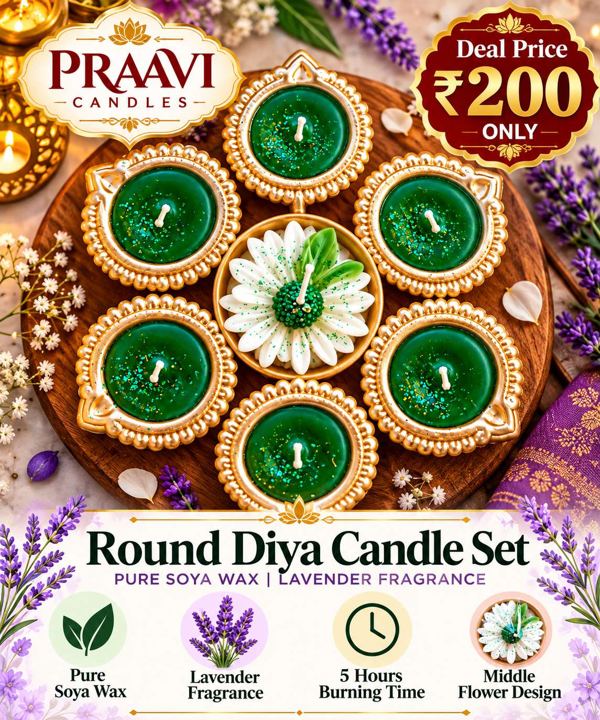 PRAAVI
CANDLES
Deal Price
₹200
ONLY
Round Diya Candle Set
PURE SOYA WAX | LAVENDER FRAGRANCE
Pure
Soya Wax
Lavender
Fragrance
5 Hours
Burning Time
Middle
Flower Design